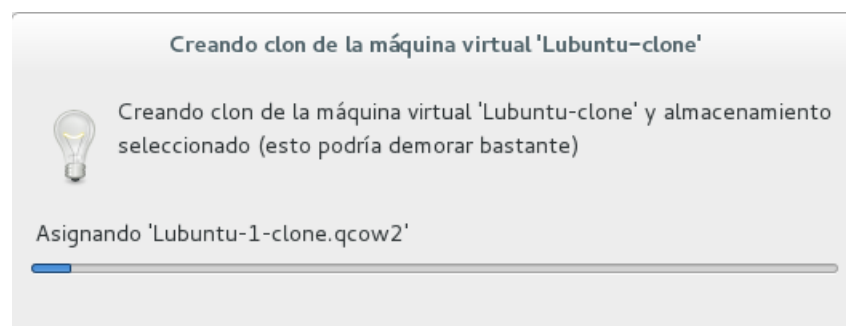 Creando clon de la máquina virtual 'Lubuntu-clone'
Creando clon de la máquina virtual 'Lubuntu-clone' y almacenamiento
seleccionado (esto podría demorar bastante)
Asignando 'Lubuntu-1-clone.qcow2'